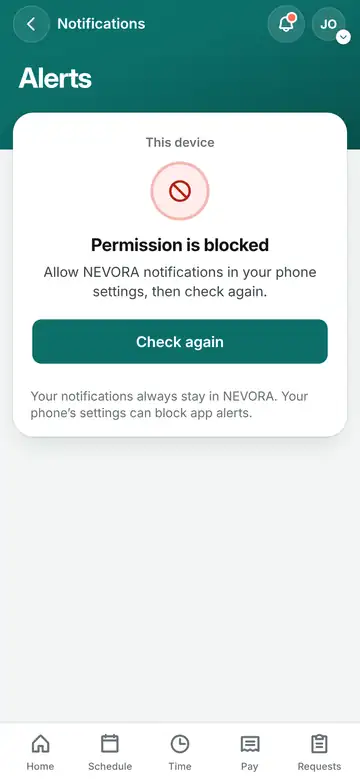 Notifications
JO
Alerts
This device
Permission is blocked
Allow NEVORA notifications in your phone
settings, then check again.
Check again
Your notifications always stay in NEVORA. Your
phone’s settings can block app alerts.
Home
Schedule
Time
Pay
Requests